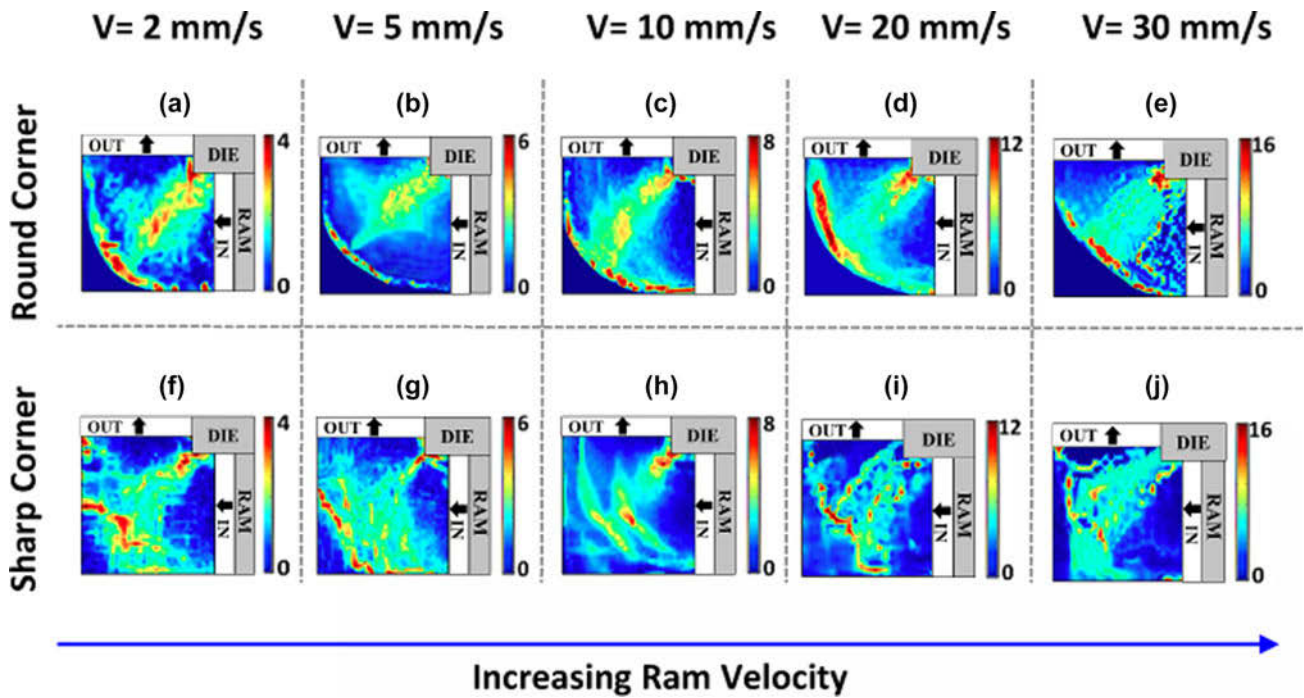 V= 2 mm/s V= 5 mm/s V= 10 mm/s V= 20 mm/s V= 30 mm/s
Round Corner
(a) (b) (c) (d) (e)
OUT DIE 4 OUT DIE 6 OUT DIE 8 OUT DIE 12 OUT DIE 16
IN RAM IN RAM IN RAM IN RAM IN RAM
0 0 0 0 0
Sharp Corner
(f) (g) (h) (i) (j)
OUT DIE 4 OUT DIE 6 OUT DIE 8 OUT DIE 12 OUT DIE 16
IN RAM IN RAM IN RAM IN RAM IN RAM
0 0 0 0 0
Increasing Ram Velocity